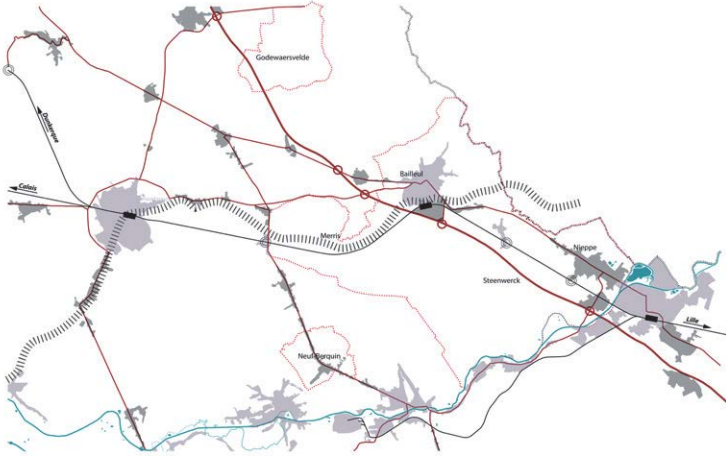 Godewaersvelde
Dunkerque
Bailleul
Calais
Merris
Nieppe
Steenwerck
Lille
Neuf-Berquin